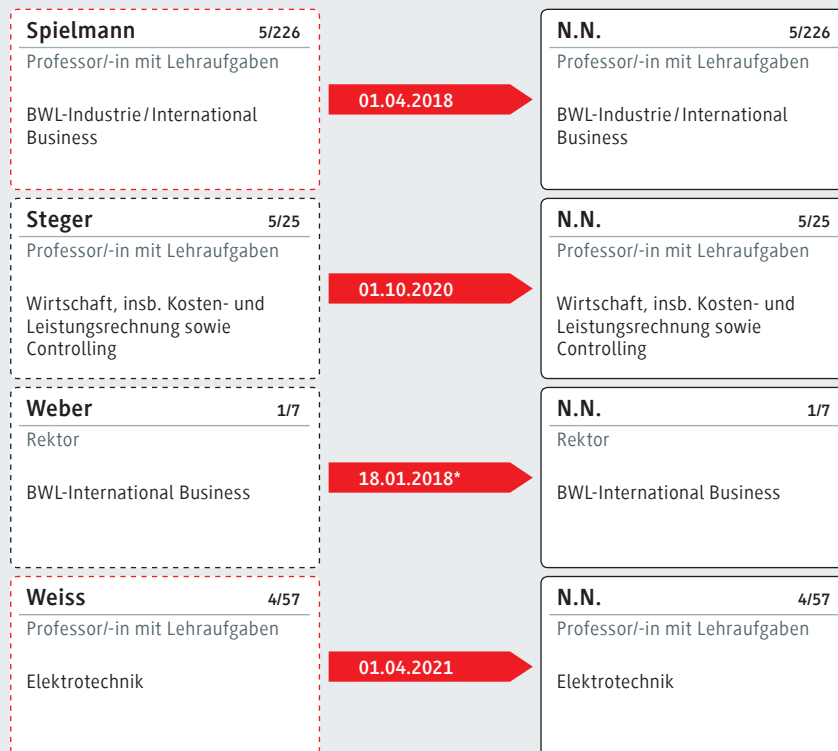 Spielmann 5/226
Professor/-in mit Lehraufgaben
BWL-Industrie/International
Business
01.04.2018
N.N. 5/226
Professor/-in mit Lehraufgaben
BWL-Industrie/International
Business
Steger 5/25
Professor/-in mit Lehraufgaben
Wirtschaft, insb. Kosten- und
Leistungsrechnung sowie
Controlling
01.10.2020
N.N. 5/25
Professor/-in mit Lehraufgaben
Wirtschaft, insb. Kosten- und
Leistungsrechnung sowie
Controlling
Weber 1/7
Rektor
BWL-International Business
18.01.2018*
N.N. 1/7
Rektor
BWL-International Business
Weiss 4/57
Professor/-in mit Lehraufgaben
Elektrotechnik
01.04.2021
N.N. 4/57
Professor/-in mit Lehraufgaben
Elektrotechnik